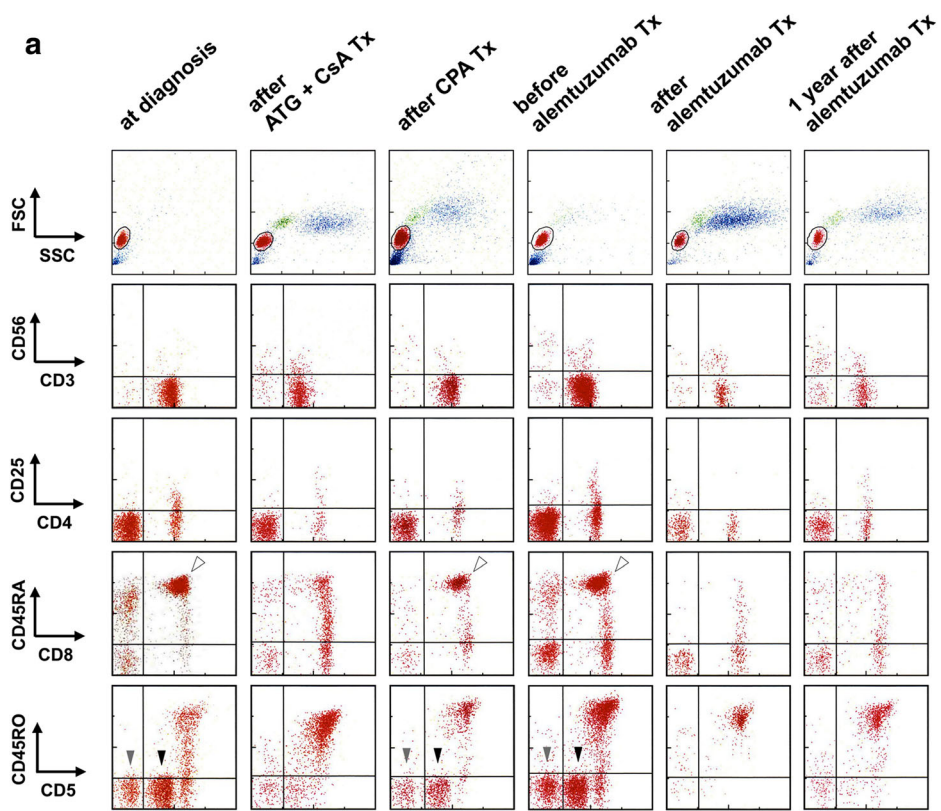 a
at diagnosis
after
ATG + CsA Tx
after CPA Tx
before
alemtuzumab Tx
after
alemtuzumab Tx
1 year after
alemtuzumab Tx
FSC
SSC
CD56
CD3
CD25
CD4
CD45RA
CD8
CD45RO
CD5